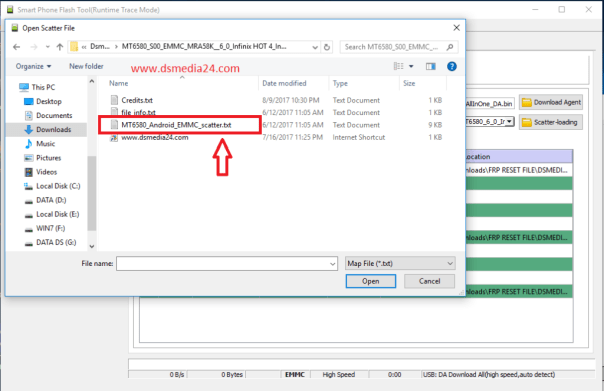 Smart Phone Flash Tool(Runtime Trace Mode)
Open Scatter File
« Dsm... > MT6580_S00_EMMC_MRA58K__6_0_Infinix HOT 4_In...
Search MT6580_S00_EMMC_...
Organize
New folder
www.dsmedia24.com
This PC
Desktop
Documents
Downloads
Music
Pictures
Videos
Local Disk (C:)
DATA (D:)
Local Disk (E:)
WIN7 (F:)
DATA DS (G:)
Name Date modified Type Size
Credits.txt 8/9/2017 10:30 PM Text Document 1 KB
file_info.txt 6/12/2017 11:05 AM Text Document 1 KB
MT6580_Android_EMMC_scatter.txt 6/12/2017 11:05 AM Text Document 9 KB
www.dsmedia24.com 7/16/2017 11:25 PM Internet Shortcut 1 KB
File name:
Map File (*.txt)
Open
Cancel
AllInOne_DA.bin
Download Agent
T6580__6_0_Ir
Scatter-loading
Location
nloads\FRP RESET FILE\DSMEDI...
nloads\FRP RESET FILE\DSMEDI...
nloads\FRP RESET FILE\DSMEDI...
0 B/s
0 Bytes
EMMC
High Speed
0:00
USB: DA Download All(high speed,auto detect)